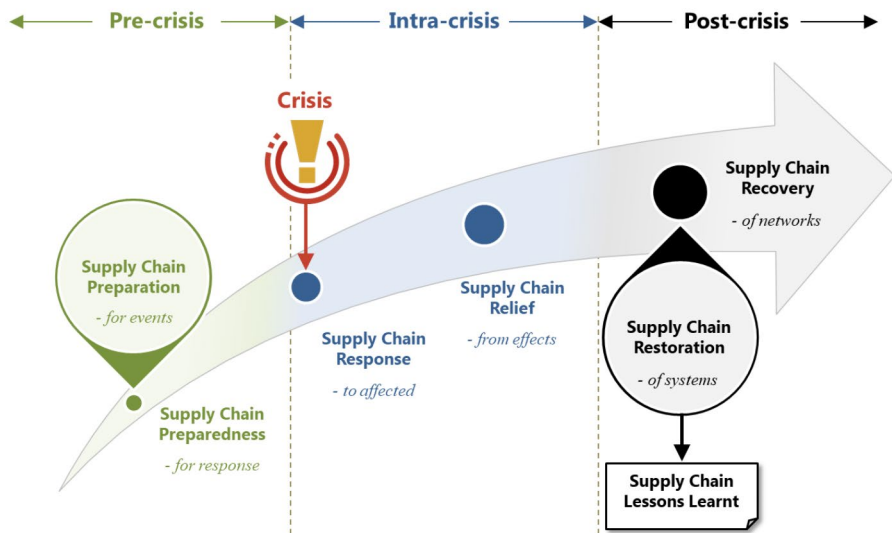 Pre-crisis
Intra-crisis
Post-crisis
Crisis
Supply Chain
Preparation
- for events
Supply Chain
Preparedness
- for response
Supply Chain
Response
- to affected
Supply Chain
Relief
- from effects
Supply Chain
Recovery
- of networks
Supply Chain
Restoration
- of systems
Supply Chain
Lessons Learnt